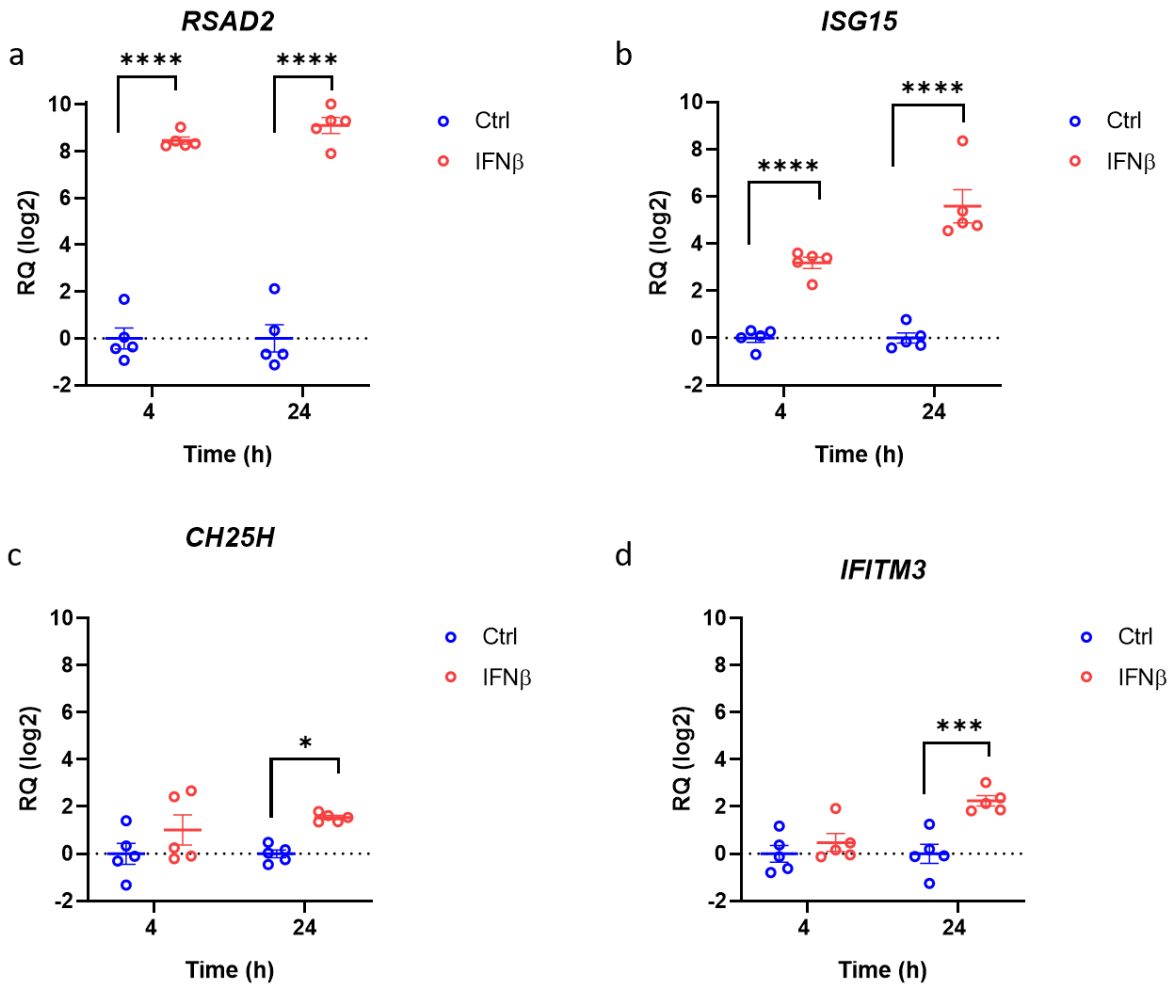 RSAD2
a
**** ****
10
8
6
4
2
0
-2
RQ (log2)
4 24
Time (h)
Ctrl
IFNβ
ISG15
b
****
****
10
8
6
4
2
0
-2
RQ (log2)
4 24
Time (h)
Ctrl
IFNβ
CH25H
c
10
8
6
4
2
0
-2
RQ (log2)
*
4 24
Time (h)
Ctrl
IFNβ
d
IFITM3
10
8
6
4
2
0
-2
RQ (log2)
***
4 24
Time (h)
Ctrl
IFNβ